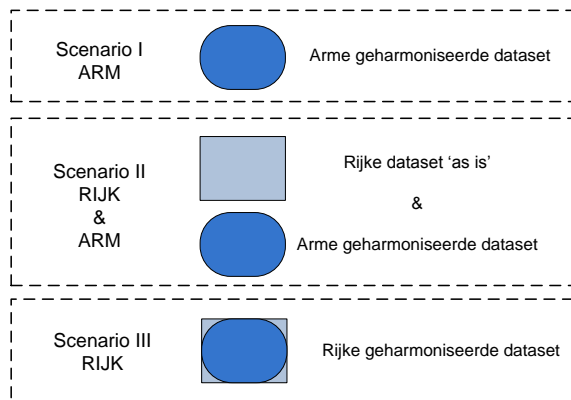 Scenario I
ARM
Arme geharmoniseerde dataset
Scenario II
RIJK
&
ARM
Rijke dataset ‘as is’
&
Arme geharmoniseerde dataset
Scenario III
RIJK
Rijke geharmoniseerde dataset